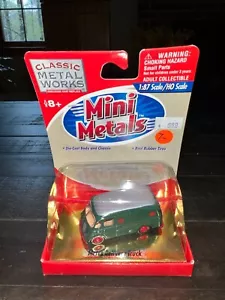 CLASSIC
METAL WORKS
WARNING:
CHOKING HAZARD
Small Parts
Not for children under 3 years
ADULT COLLECTIBLE
1:87 Scale/HO Scale
8+
Mini
Metals
• Die-Cast Body and Chassis
• Real Rubber Tires
Truck